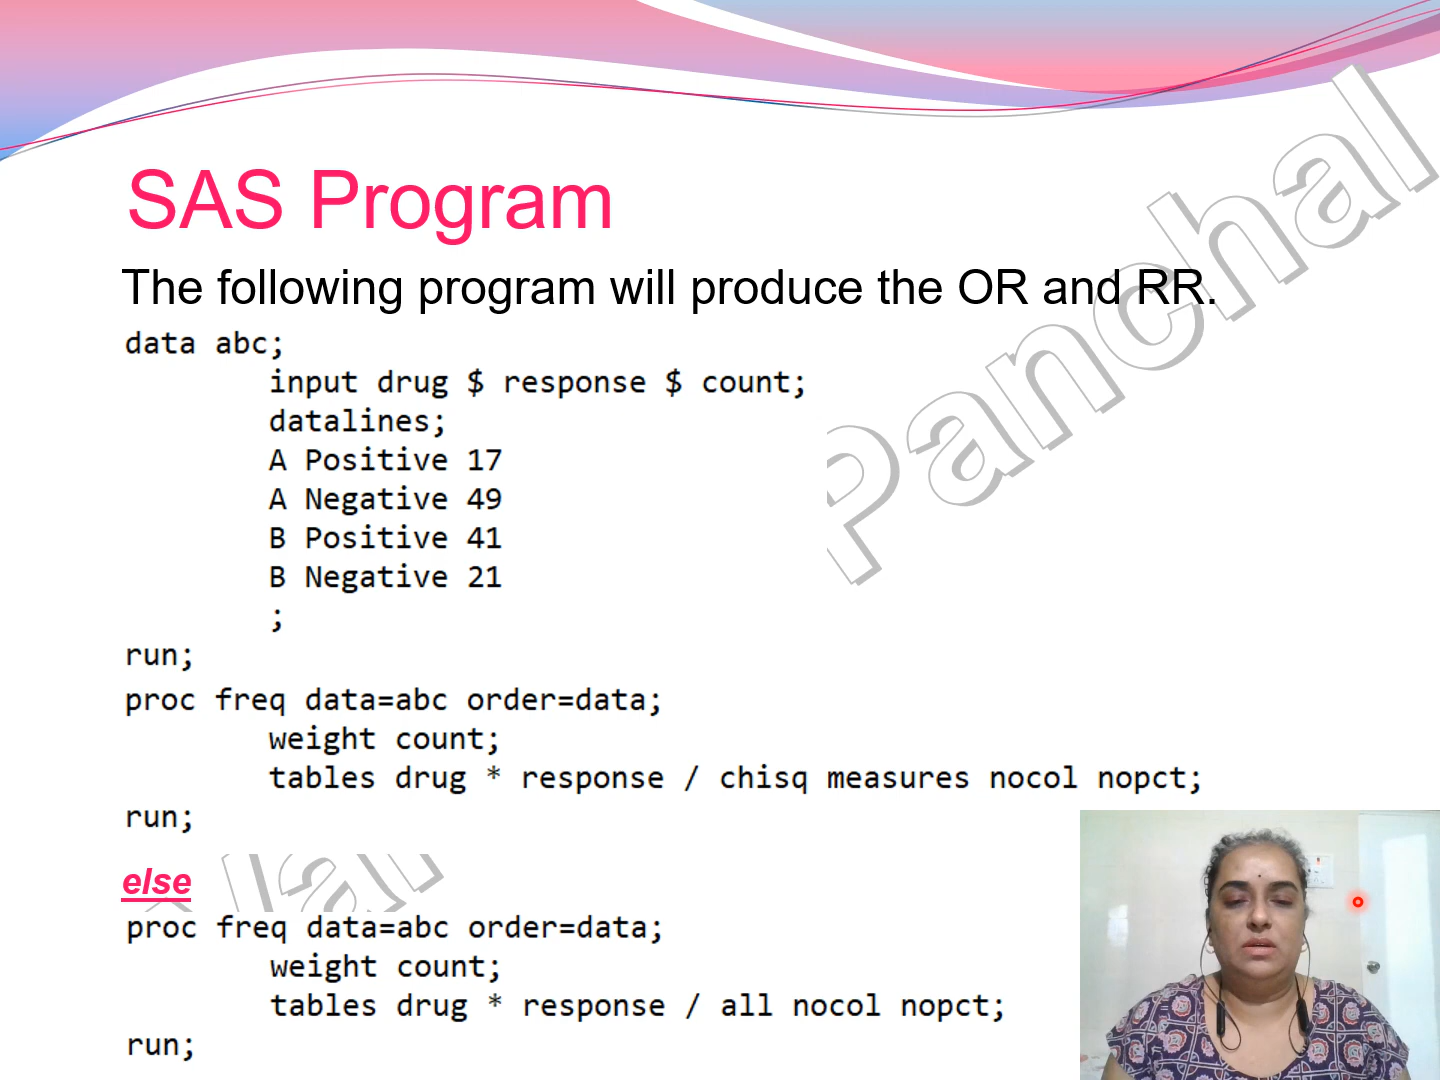 SAS Program
The following program will produce the OR and RR.
data abc;
input drug $ response $ count;
datalines;
A Positive 17
A Negative 49
B Positive 41
B Negative 21
;
run;
proc freq data=abc order=data;
weight count;
tables drug * response / chisq measures nocol nopct;
run;
else
proc freq data=abc order=data;
weight count;
tables drug * response / all nocol nopct;
run;
Panchal